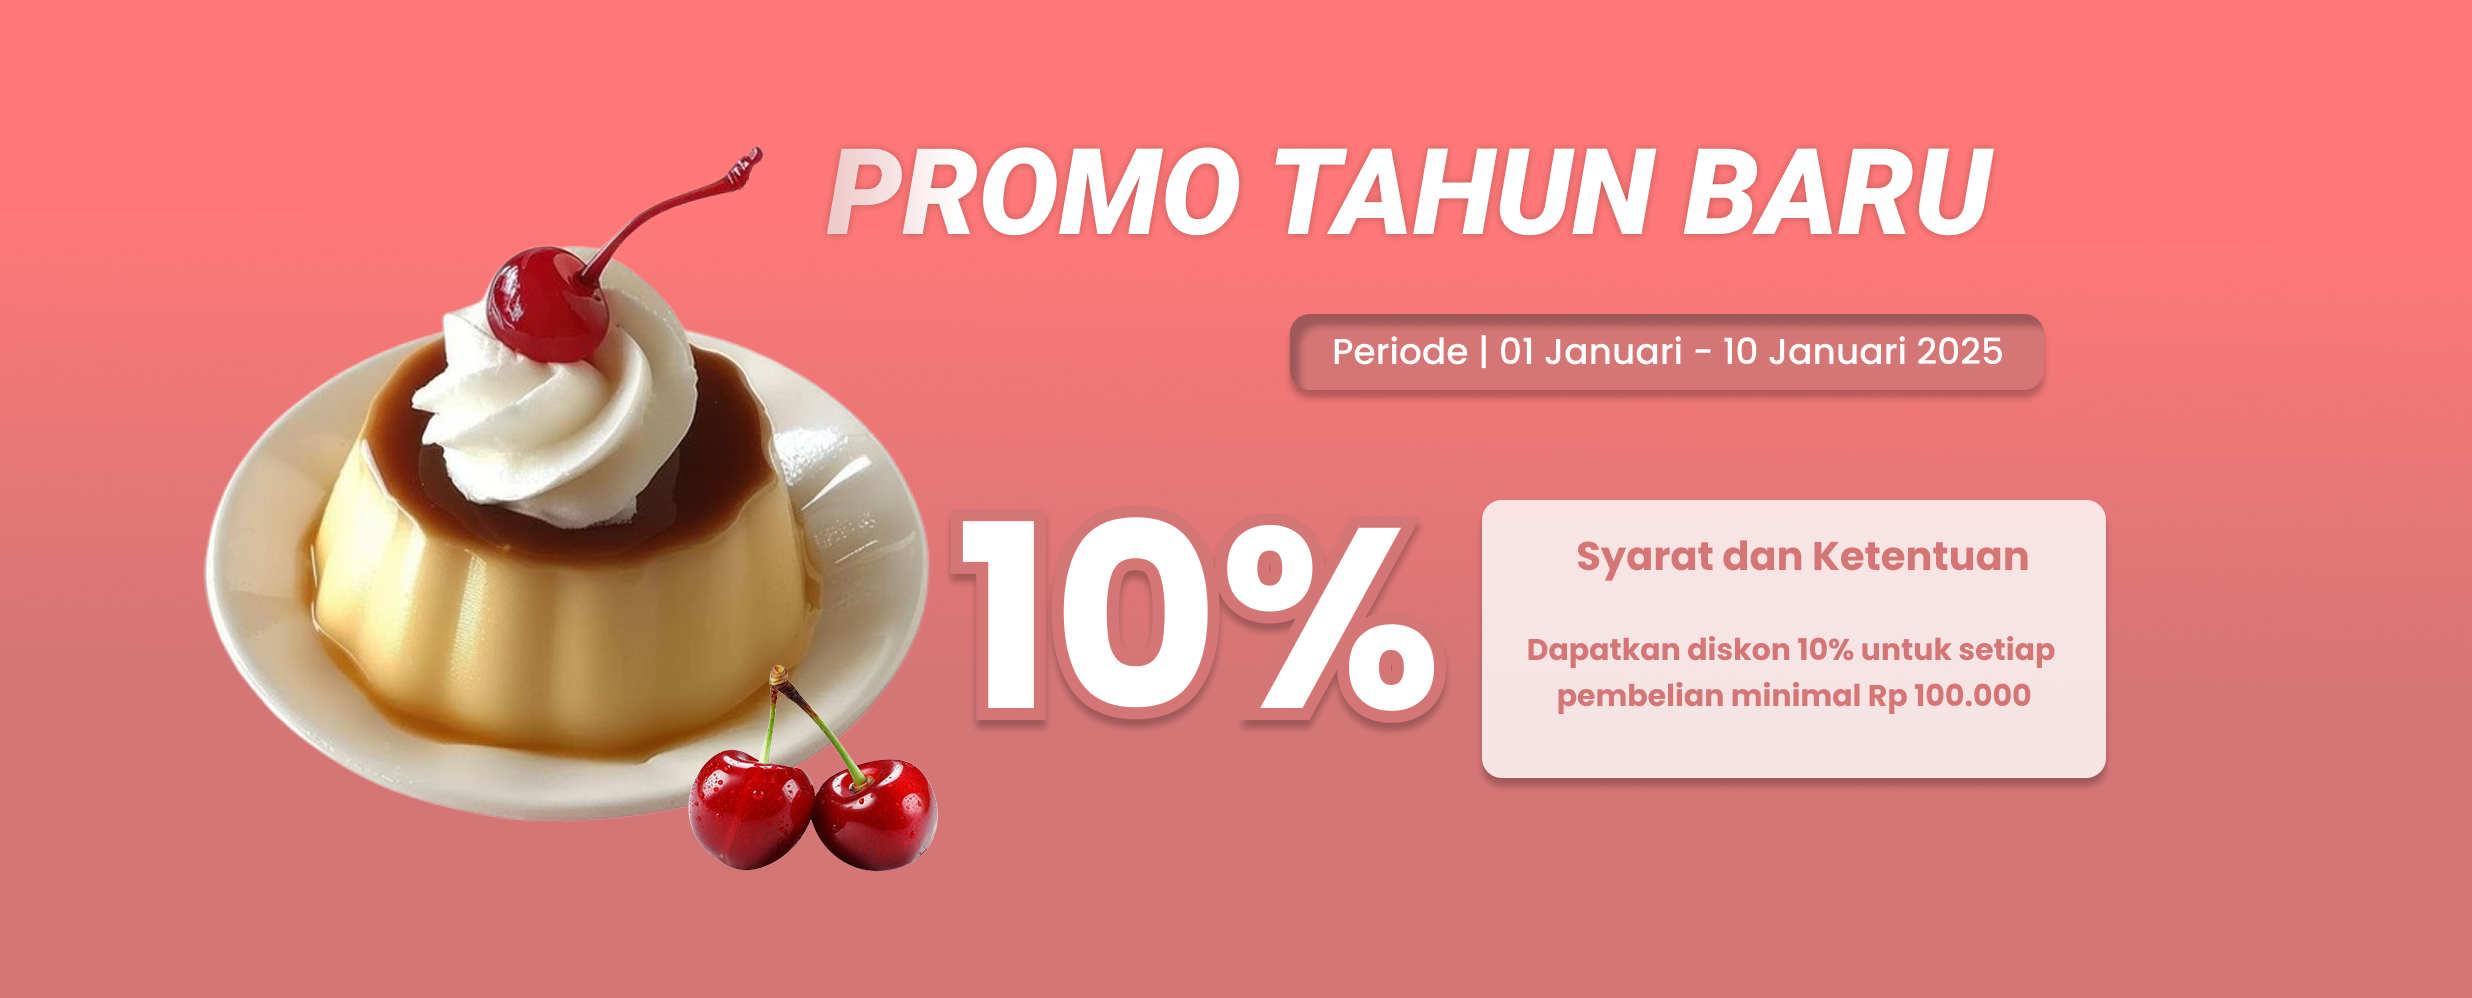 PROMO TAHUN BARU
Periode | 01 Januari - 10 Januari 2025
10%
Syarat dan Ketentuan
Dapatkan diskon 10% untuk setiap
pembelian minimal Rp 100.000